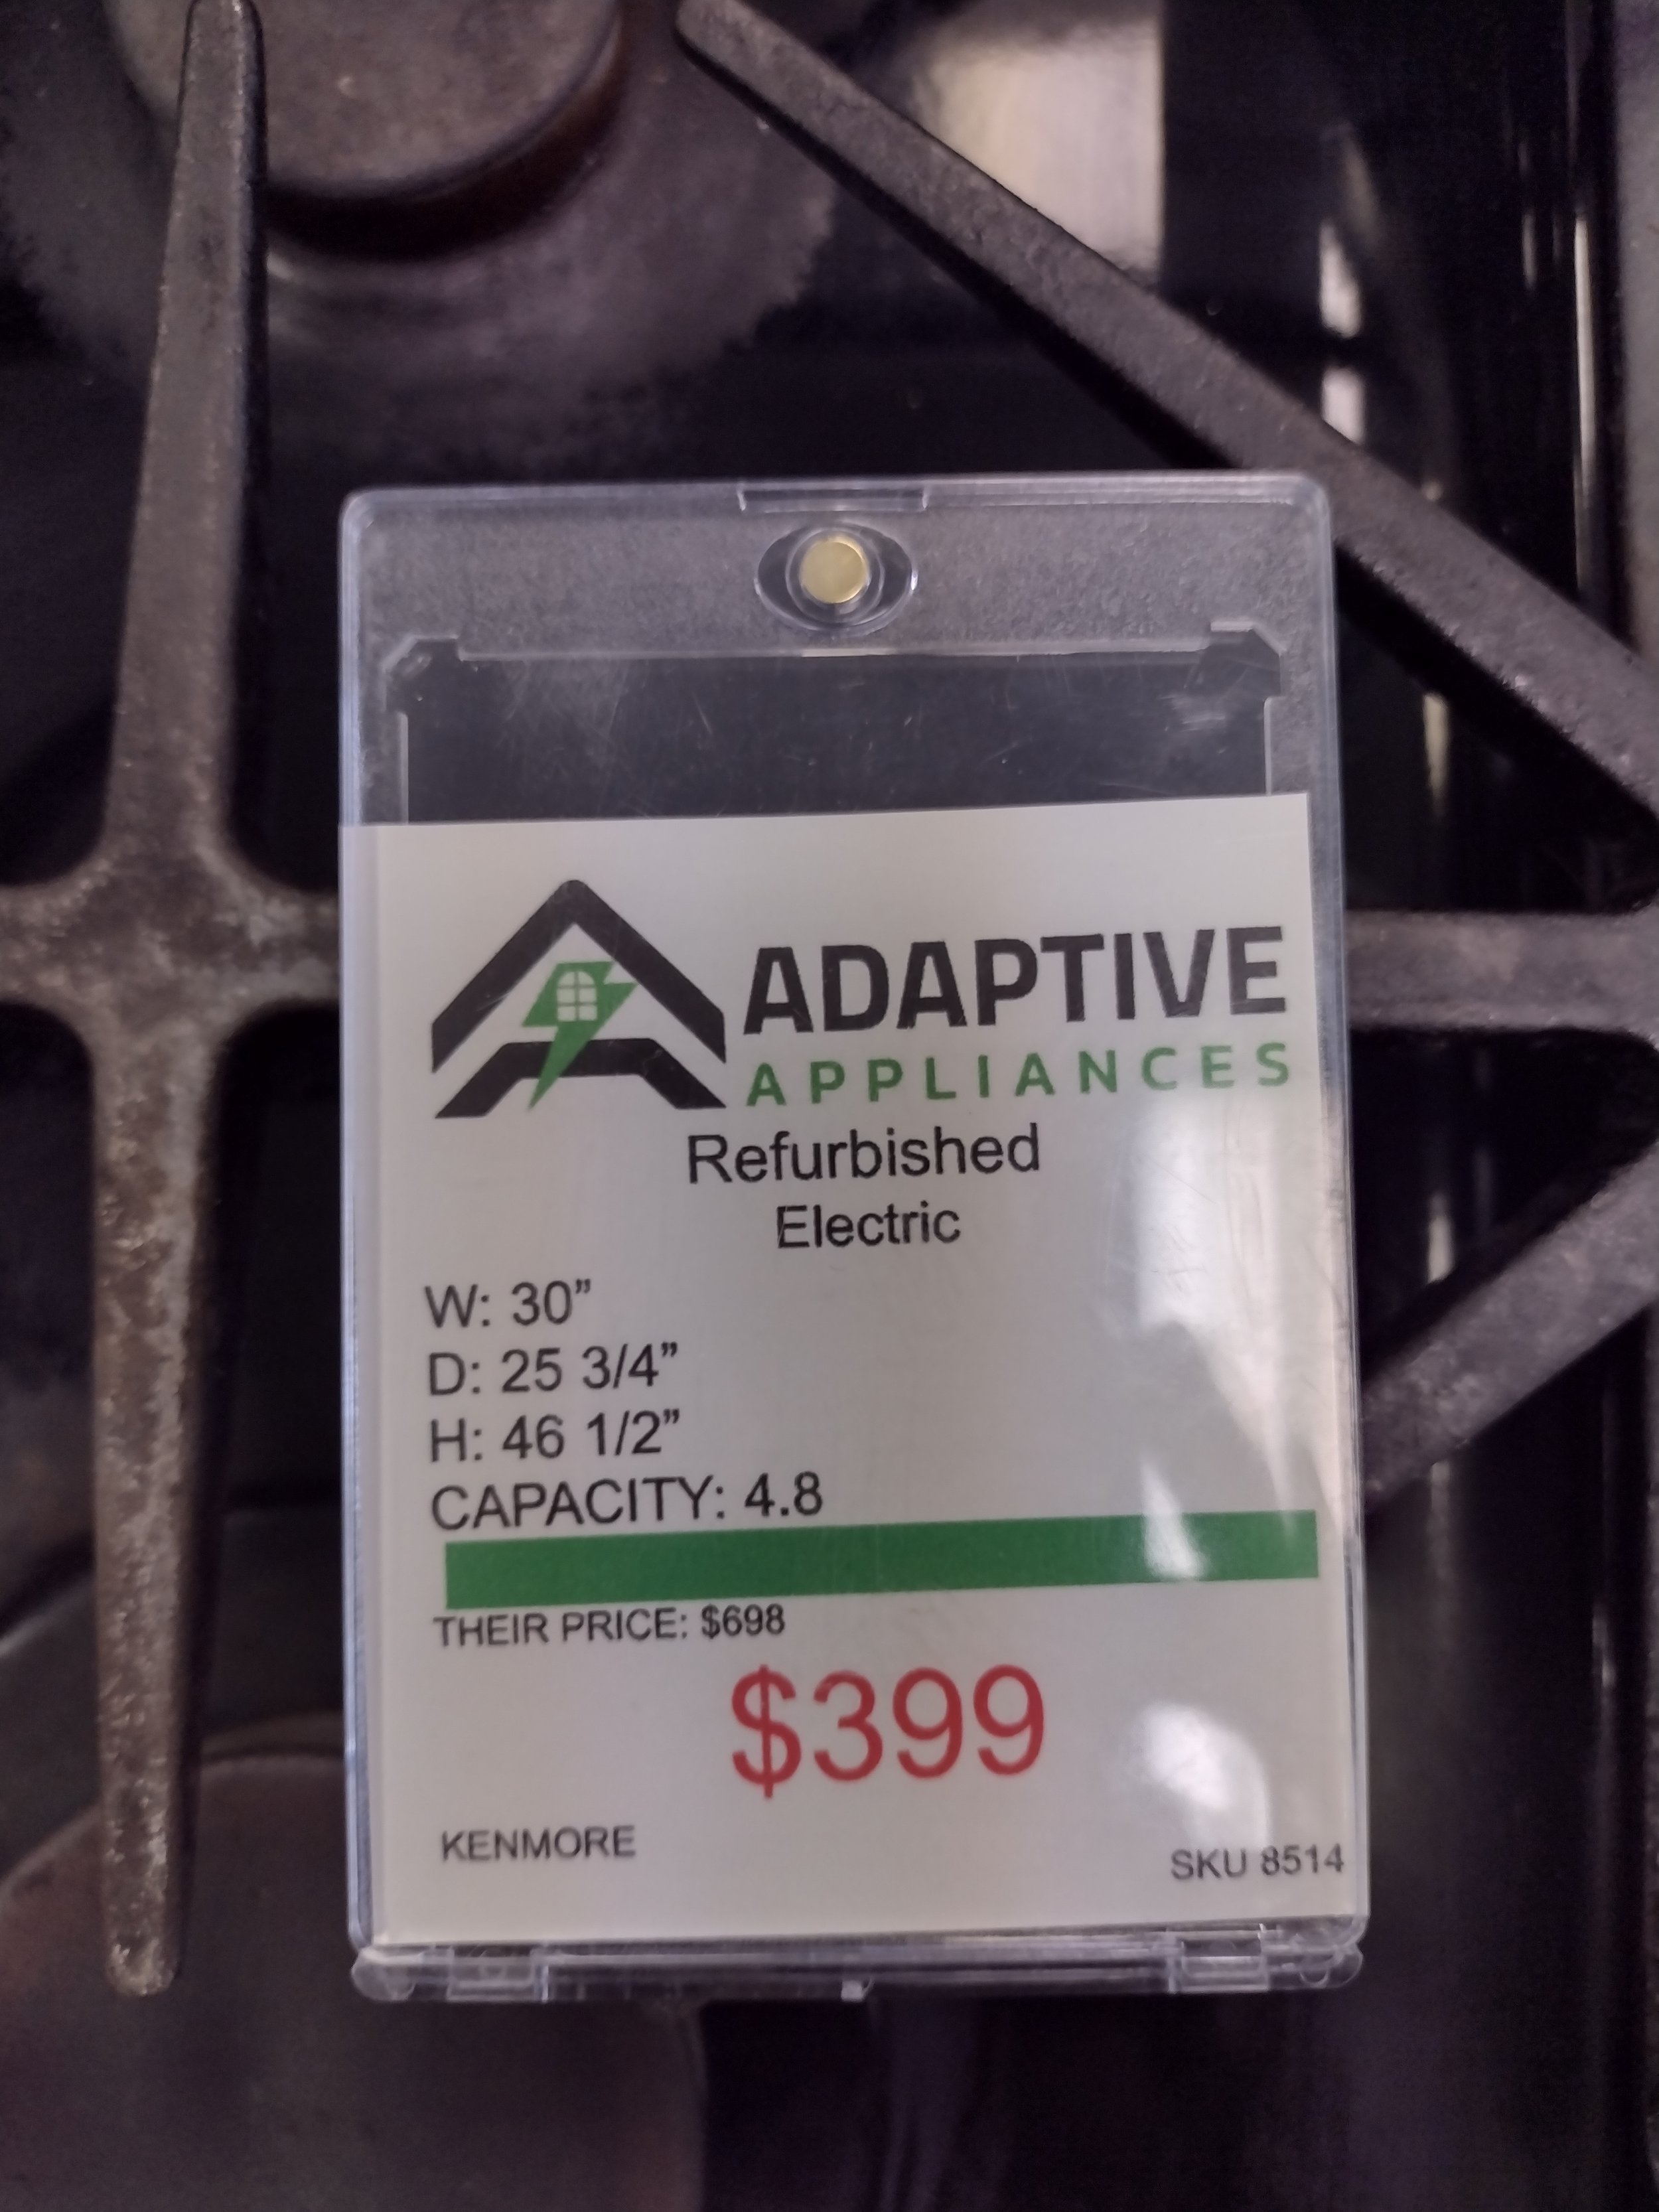 ADAPTIVE
APPLIANCES
Refurbished
Electric
W: 30”
D: 25 3/4”
H: 46 1/2”
CAPACITY: 4.8
THEIR PRICE: $698
$399
KENMORE
SKU 8514